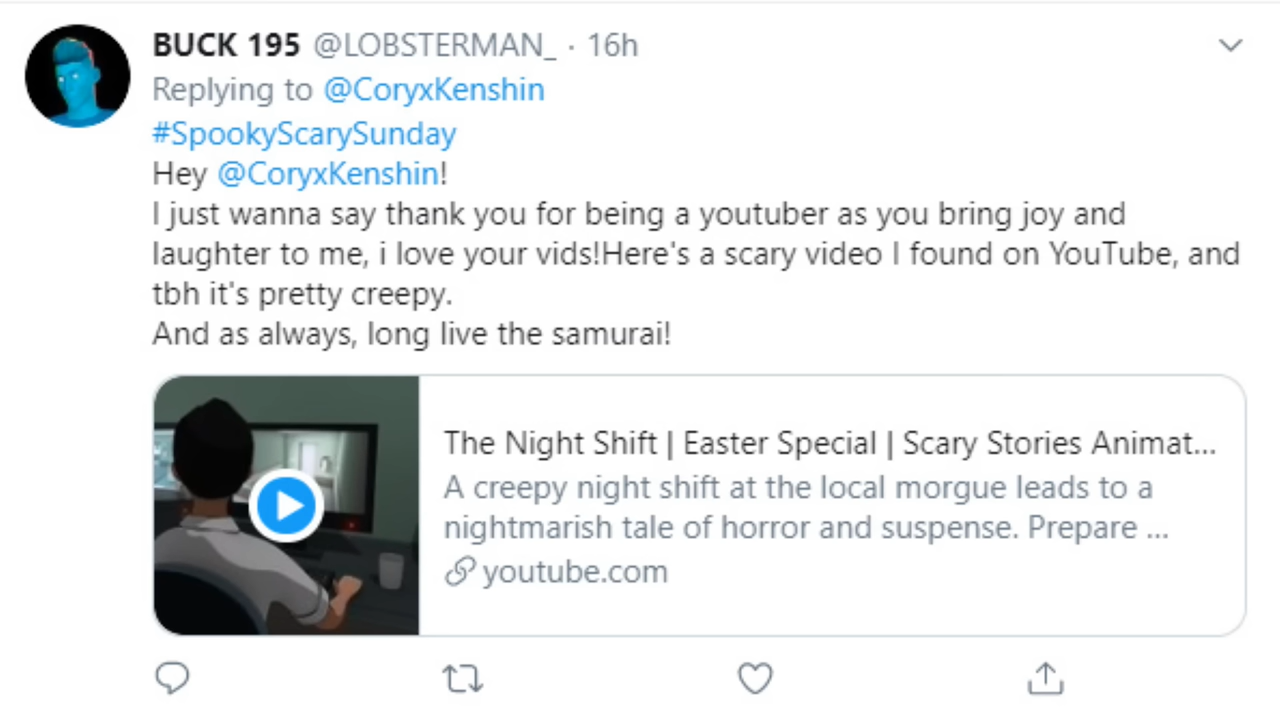 BUCK 195 @LOBSTERMAN_ · 16h
Replying to @CoryxKenshin
#SpookyScarySunday
Hey @CoryxKenshin!
I just wanna say thank you for being a youtuber as you bring joy and
laughter to me, i love your vids!Here's a scary video I found on YouTube, and
tbh it's pretty creepy.
And as always, long live the samurai!
The Night Shift | Easter Special | Scary Stories Animat...
A creepy night shift at the local morgue leads to a
nightmarish tale of horror and suspense. Prepare ...
youtube.com